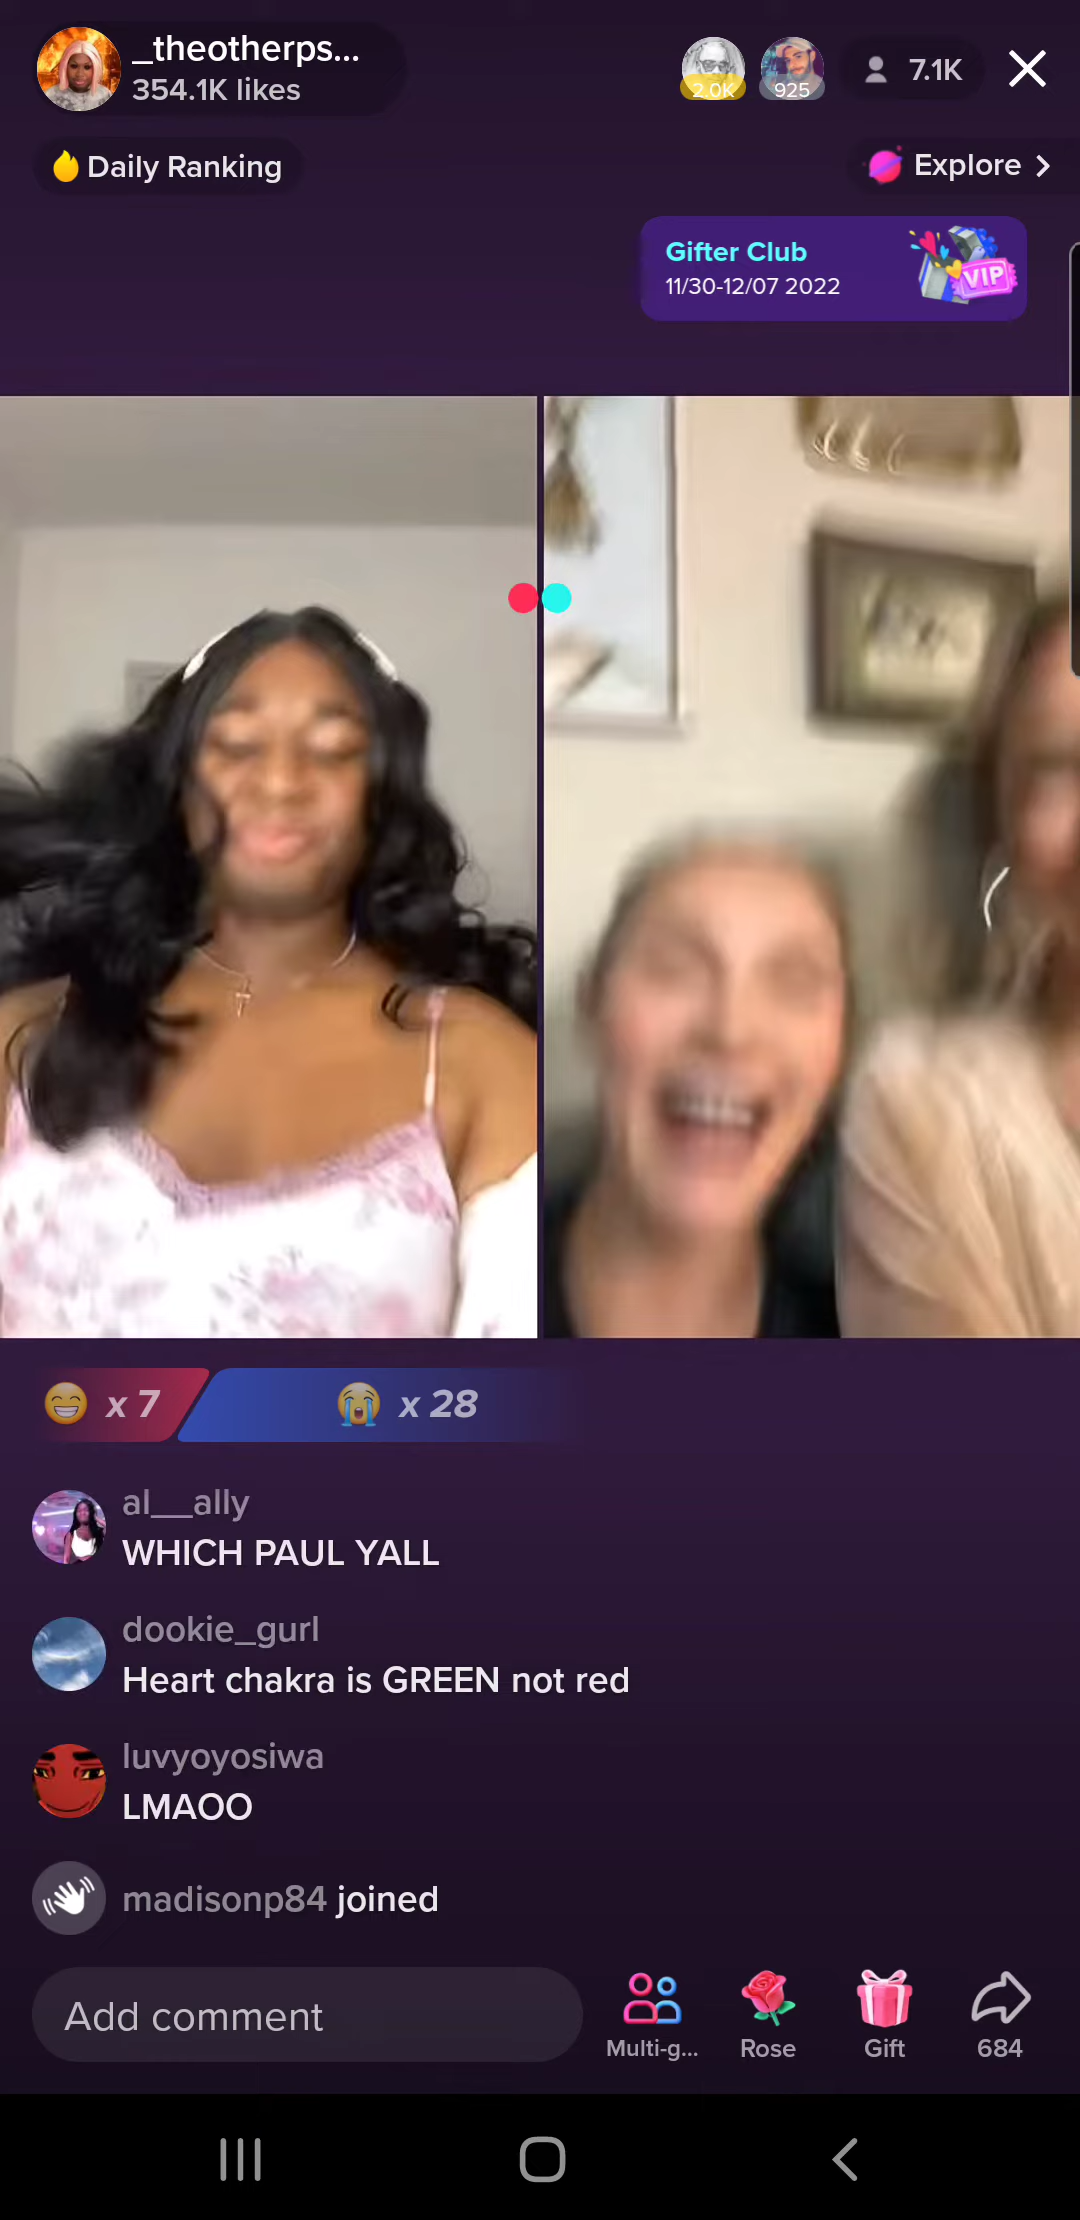 _theotherps...
354.1K likes
2.0K
925
7.1K
Daily Ranking
Explore >
Gifter Club
11/30-12/07 2022
VIP
x 7
x 28
al__ally
WHICH PAUL YALL
dookie_gurl
Heart chakra is GREEN not red
luvyoyosiwa
LMAOO
madisonp84 joined
Add comment
Multi-g...
Rose
Gift
684